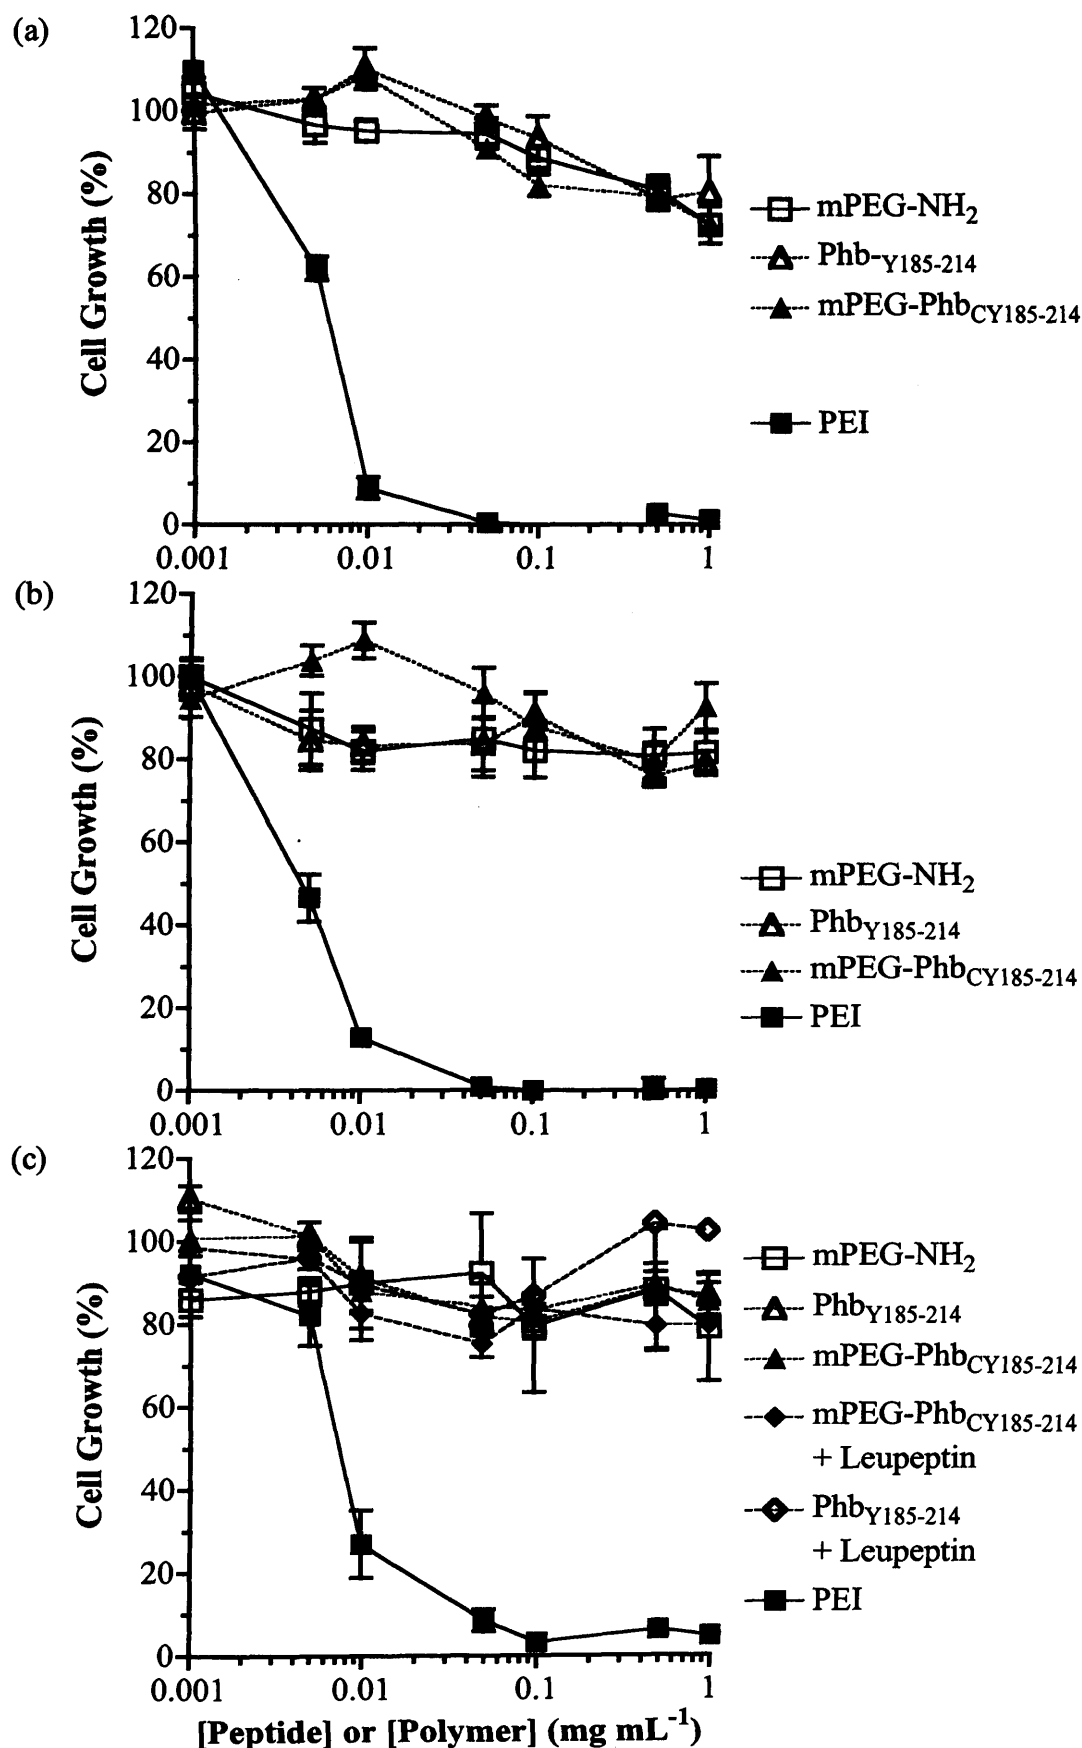 (a)
120
100
80
60
40
20
0
Cell Growth (%)
0.001
0.01
0.1
1
mPEG-NH2
Phb-Y185-214
mPEG-PhbCY185-214
PEI
(b)
120
100
80
60
40
20
0
Cell Growth (%)
0.001
0.01
0.1
1
mPEG-NH2
PhbY185-214
mPEG-PhbCY185-214
PEI
(c)
120
100
80
60
40
20
0
Cell Growth (%)
0.001
0.01
0.1
1
mPEG-NH2
PhbY185-214
mPEG-PhbCY185-214
mPEG-PhbCY185-214
+ Leupeptin
PhbY185-214
+ Leupeptin
PEI
[Peptide] or [Polymer] (mg mL-1)